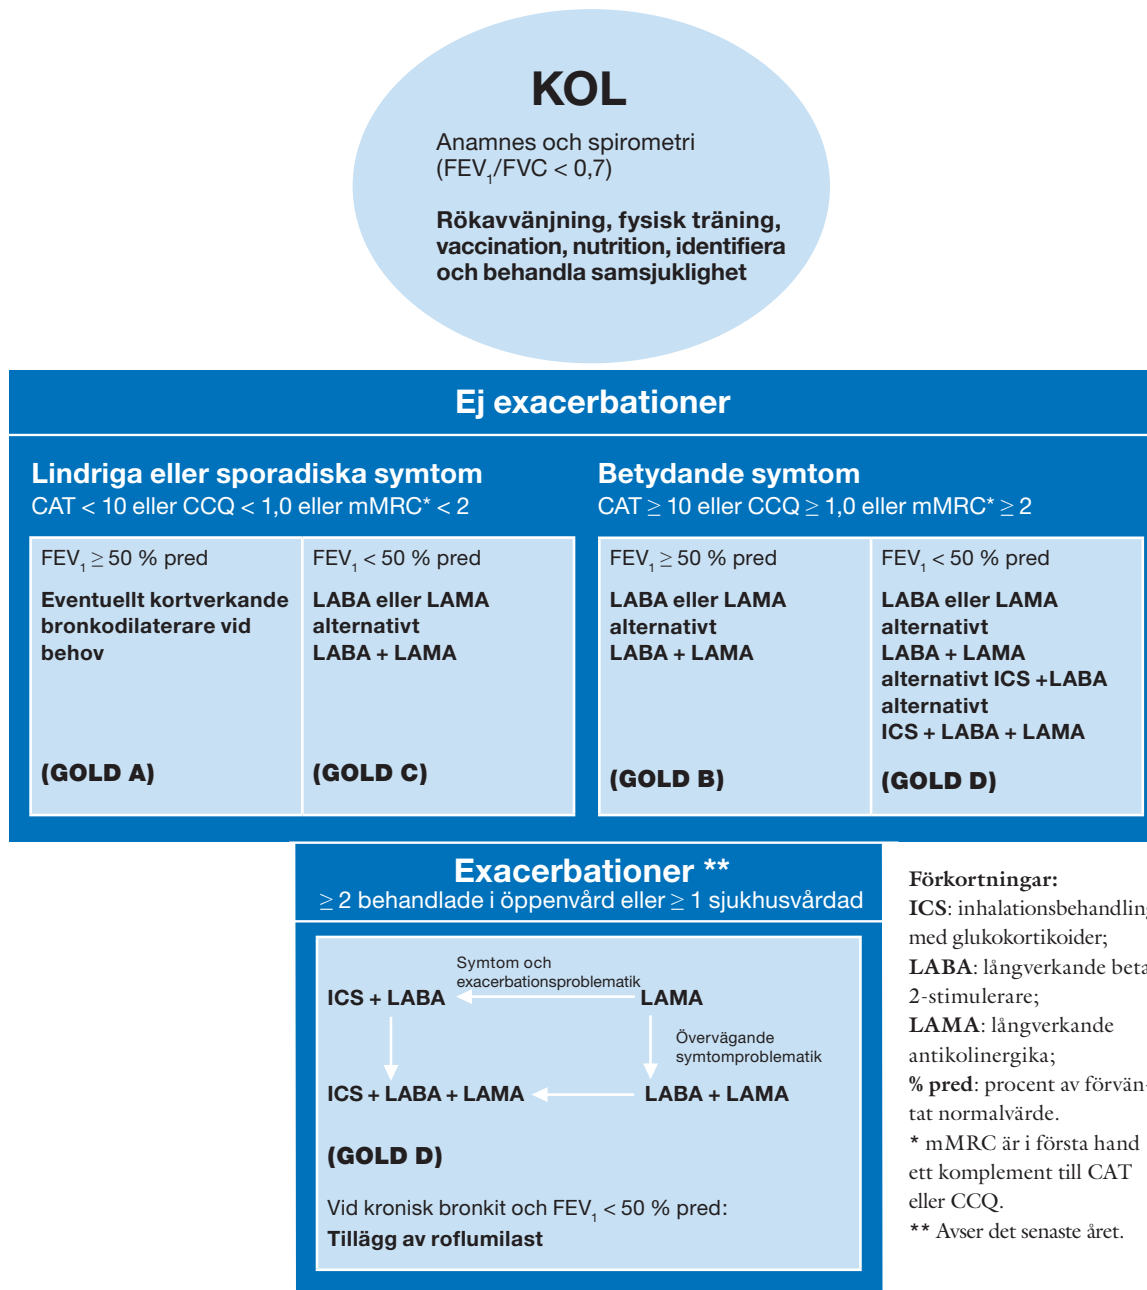 KOL
Anamnes och spirometri
(FEV₁/FVC < 0,7)
Rökavvänjning, fysisk träning,
vaccination, nutrition, identifiera
och behandla samsjuklighet
Ej exacerbationer
Lindriga eller sporadiska symtom
CAT < 10 eller CCQ < 1,0 eller mMRC* < 2
FEV₁ ≥ 50 % pred
Eventuellt kortverkande
bronkodilaterare vid
behov
(GOLD A)
FEV₁ < 50 % pred
LABA eller LAMA
alternativt
LABA + LAMA
(GOLD C)
Betydande symtom
CAT ≥ 10 eller CCQ ≥ 1,0 eller mMRC* ≥ 2
FEV₁ ≥ 50 % pred
LABA eller LAMA
alternativt
LABA + LAMA
(GOLD B)
FEV₁ < 50 % pred
LABA eller LAMA
alternativt
LABA + LAMA
alternativt ICS +LABA
alternativt
ICS + LABA + LAMA
(GOLD D)
Exacerbationer **
≥ 2 behandlade i öppenvård eller ≥ 1 sjukhusvårdad
Symtom och
exacerbationsproblematik
ICS + LABA
LAMA
Övervägande
symtomproblematik
ICS + LABA + LAMA
LABA + LAMA
(GOLD D)
Vid kronisk bronkit och FEV₁ < 50 % pred:
Tillägg av roflumilast
Förkortningar:
ICS: inhalationsbehandling
med glukokortikoider;
LABA: långverkande beta
2-stimulerare;
LAMA: långverkande
antikolinergika;
% pred: procent av förvän-
tat normalvärde.
* mMRC är i första hand
ett komplement till CAT
eller CCQ.
** Avser det senaste året.